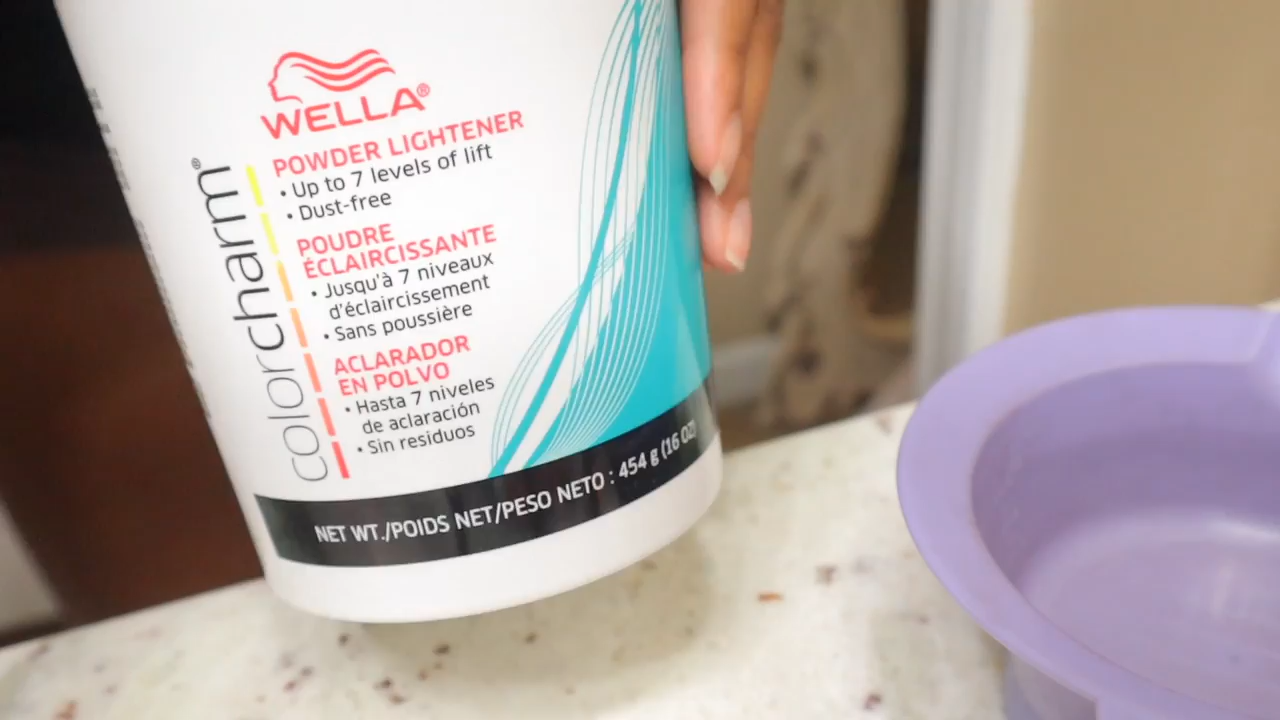 WELLA®
colorcharm®
POWDER LIGHTENER
• Up to 7 levels of lift
• Dust-free
POUDRE
ÉCLAIRCISSANTE
• Jusqu'à 7 niveaux
d'éclaircissement
• Sans poussière
ACLARADOR
EN POLVO
• Hasta 7 niveles
de aclaración
• Sin residuos
NET WT./POIDS NET/PESO NETO : 454 g (16 OZ)